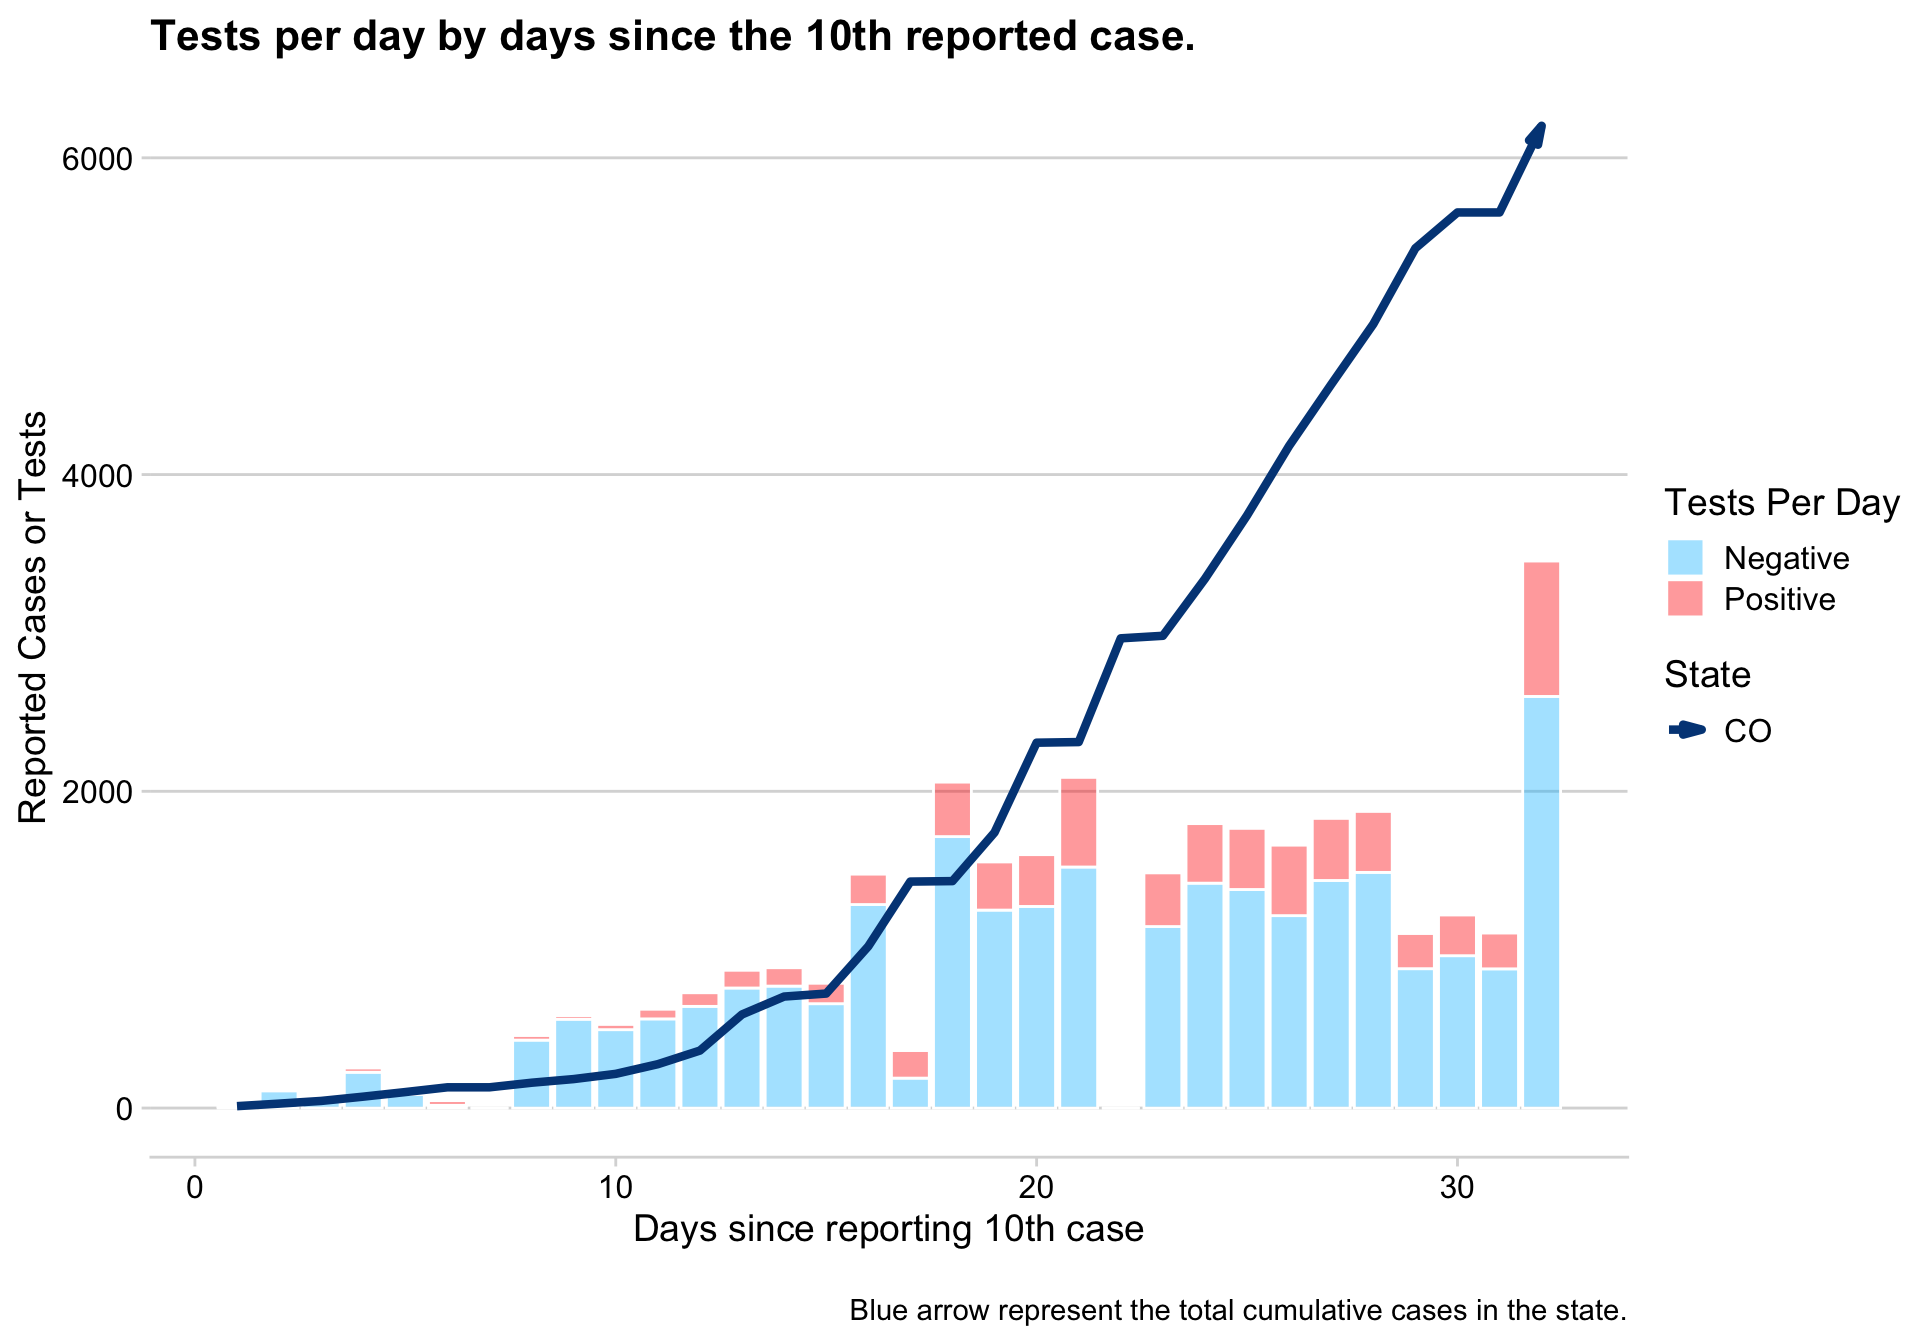 Tests per day by days since the 10th reported case.
6000
4000
2000
0
Reported Cases or Tests
0 10 20 30
Days since reporting 10th case
Tests Per Day
Negative
Positive
State
CO
Blue arrow represent the total cumulative cases in the state.